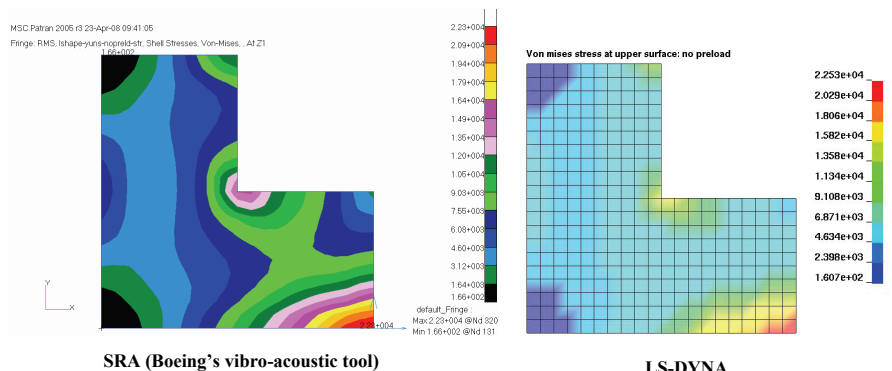 MSC.Patran 2005 r3 23-Apr-08 09:41:05
Fringe: RMS, lshape-yuns-nopreld-str, Shell Stresses, Von-Mises, , At Z1
1.66+002
2.23+004
2.09+004
1.94+004
1.79+004
1.64+004
1.49+004
1.35+004
1.20+004
1.05+004
9.03+003
7.55+003
6.08+003
4.60+003
3.12+003
1.64+003
1.66+002
Y
X
2.23+004
default_Fringe :
Max 2.23+004 @Nd 320
Min 1.66+002 @Nd 131
SRA (Boeing's vibro-acoustic tool)
Von mises stress at upper surface: no preload
2.253e+04
2.029e+04
1.806e+04
1.582e+04
1.358e+04
1.134e+04
9.108e+03
6.871e+03
4.634e+03
2.398e+03
1.607e+02
LS-DYNA